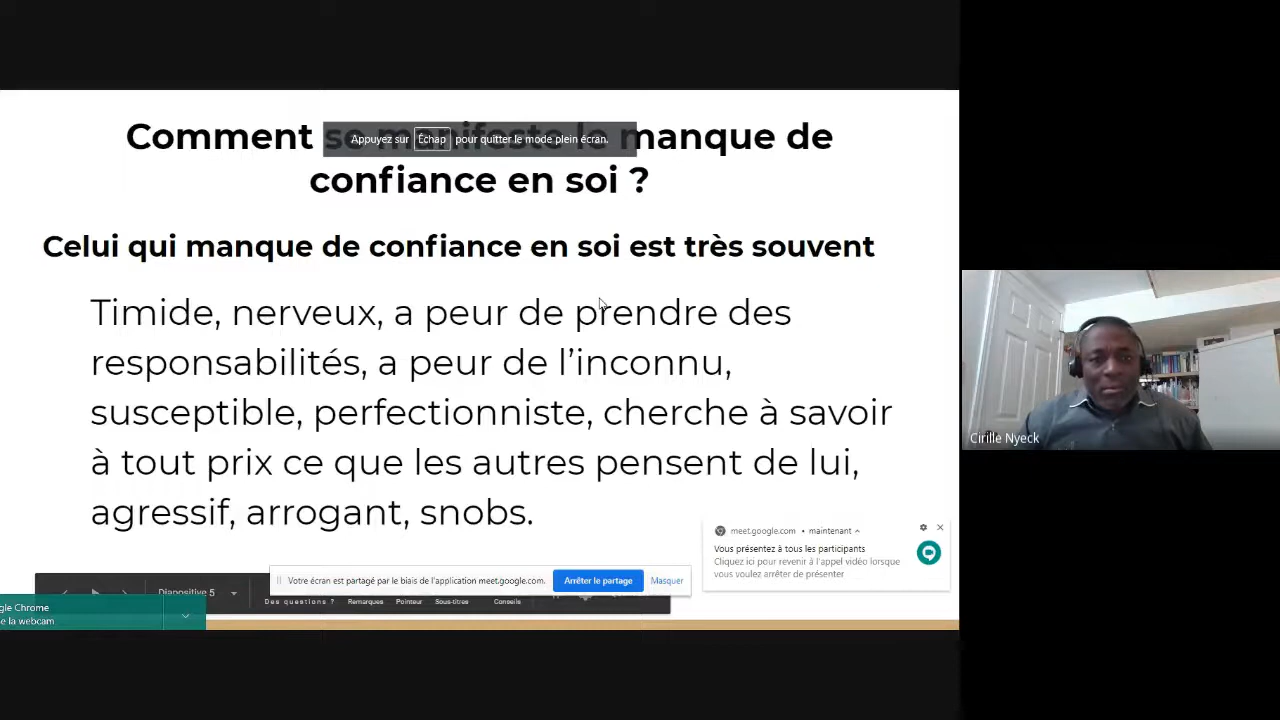 Comment se manifeste le manque de
confiance en soi ?
Appuyez sur Échap pour quitter le mode plein écran.
Celui qui manque de confiance en soi est très souvent
Timide, nerveux, a peur de prendre des
responsabilités, a peur de l’inconnu,
susceptible, perfectionniste, cherche à savoir
à tout prix ce que les autres pensent de lui,
agressif, arrogant, snobs.
Cirille Nyeck
meet.google.com • maintenant
Vous présentez à tous les participants
Cliquez ici pour revenir à l'appel vidéo lorsque
vous voulez arrêter de présenter
Votre écran est partagé par le biais de l'application meet.google.com.
Arrêter le partage
Masquer
Diapositive 5
Des questions ? Remarques Pointeur Sous-titres Conseils
gle Chrome
e la webcam